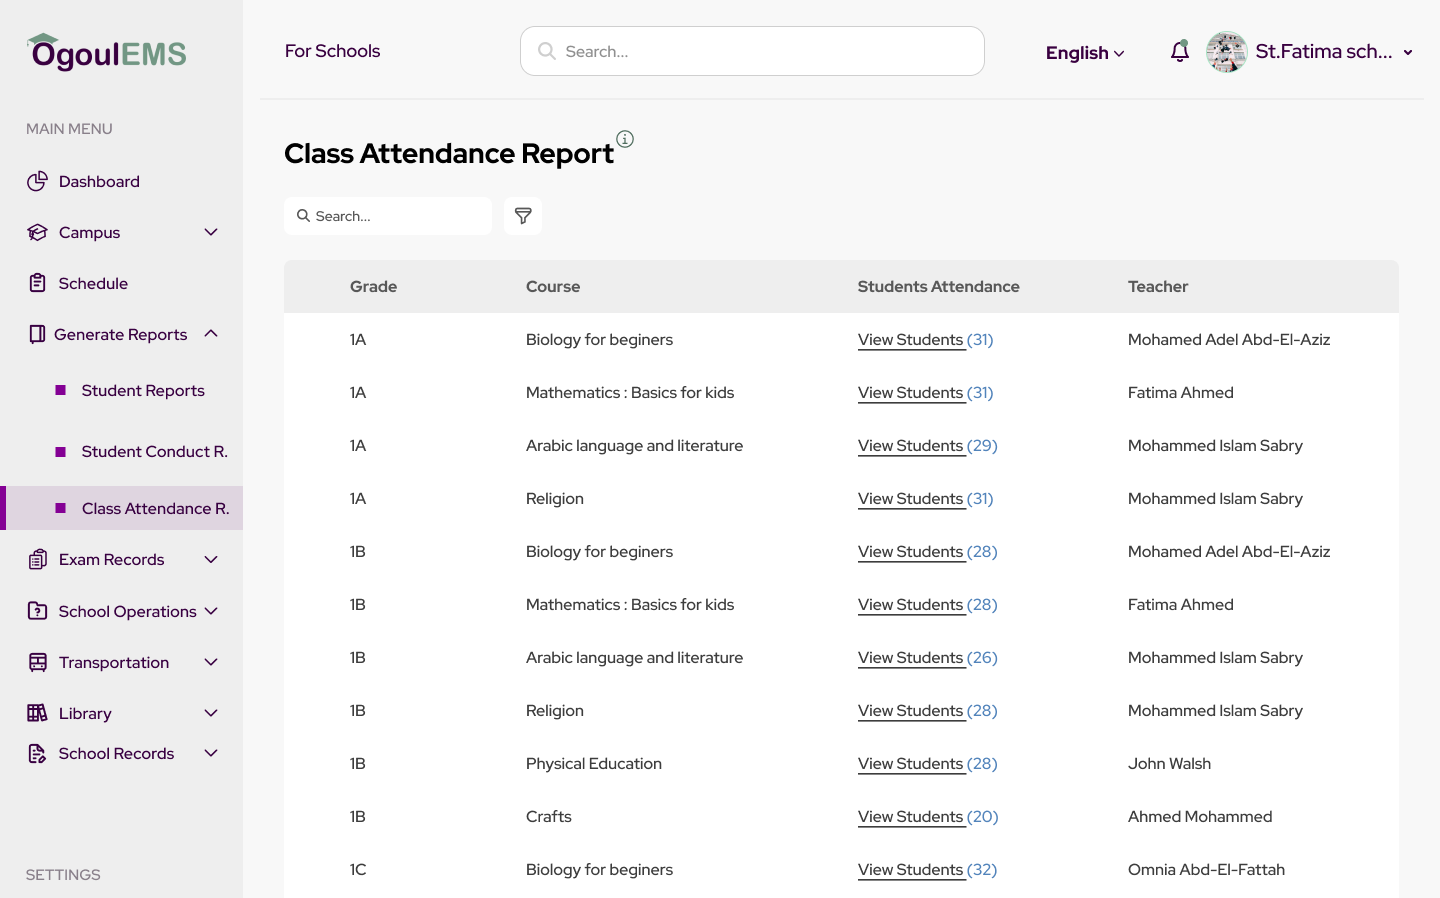 OgoulEMS
For Schools
Search...
English
St.Fatima sch...
MAIN MENU
Dashboard
Campus
Schedule
Generate Reports
Student Reports
Student Conduct R.
Class Attendance R.
Exam Records
School Operations
Transportation
Library
School Records
SETTINGS
Class Attendance Report
Search...
Grade Course Students Attendance Teacher
1A Biology for beginers View Students (31) Mohamed Adel Abd-El-Aziz
1A Mathematics : Basics for kids View Students (31) Fatima Ahmed
1A Arabic language and literature View Students (29) Mohammed Islam Sabry
1A Religion View Students (31) Mohammed Islam Sabry
1B Biology for beginers View Students (28) Mohamed Adel Abd-El-Aziz
1B Mathematics : Basics for kids View Students (28) Fatima Ahmed
1B Arabic language and literature View Students (26) Mohammed Islam Sabry
1B Religion View Students (28) Mohammed Islam Sabry
1B Physical Education View Students (28) John Walsh
1B Crafts View Students (20) Ahmed Mohammed
1C Biology for beginers View Students (32) Omnia Abd-El-Fattah